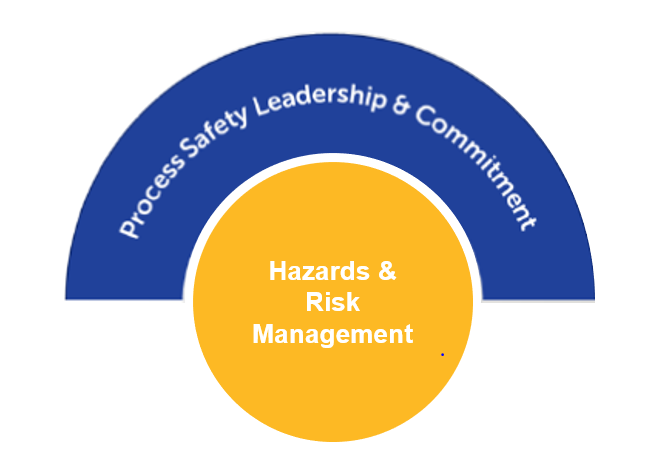 Process Safety Leadership & Commitment
Hazards &
Risk
Management